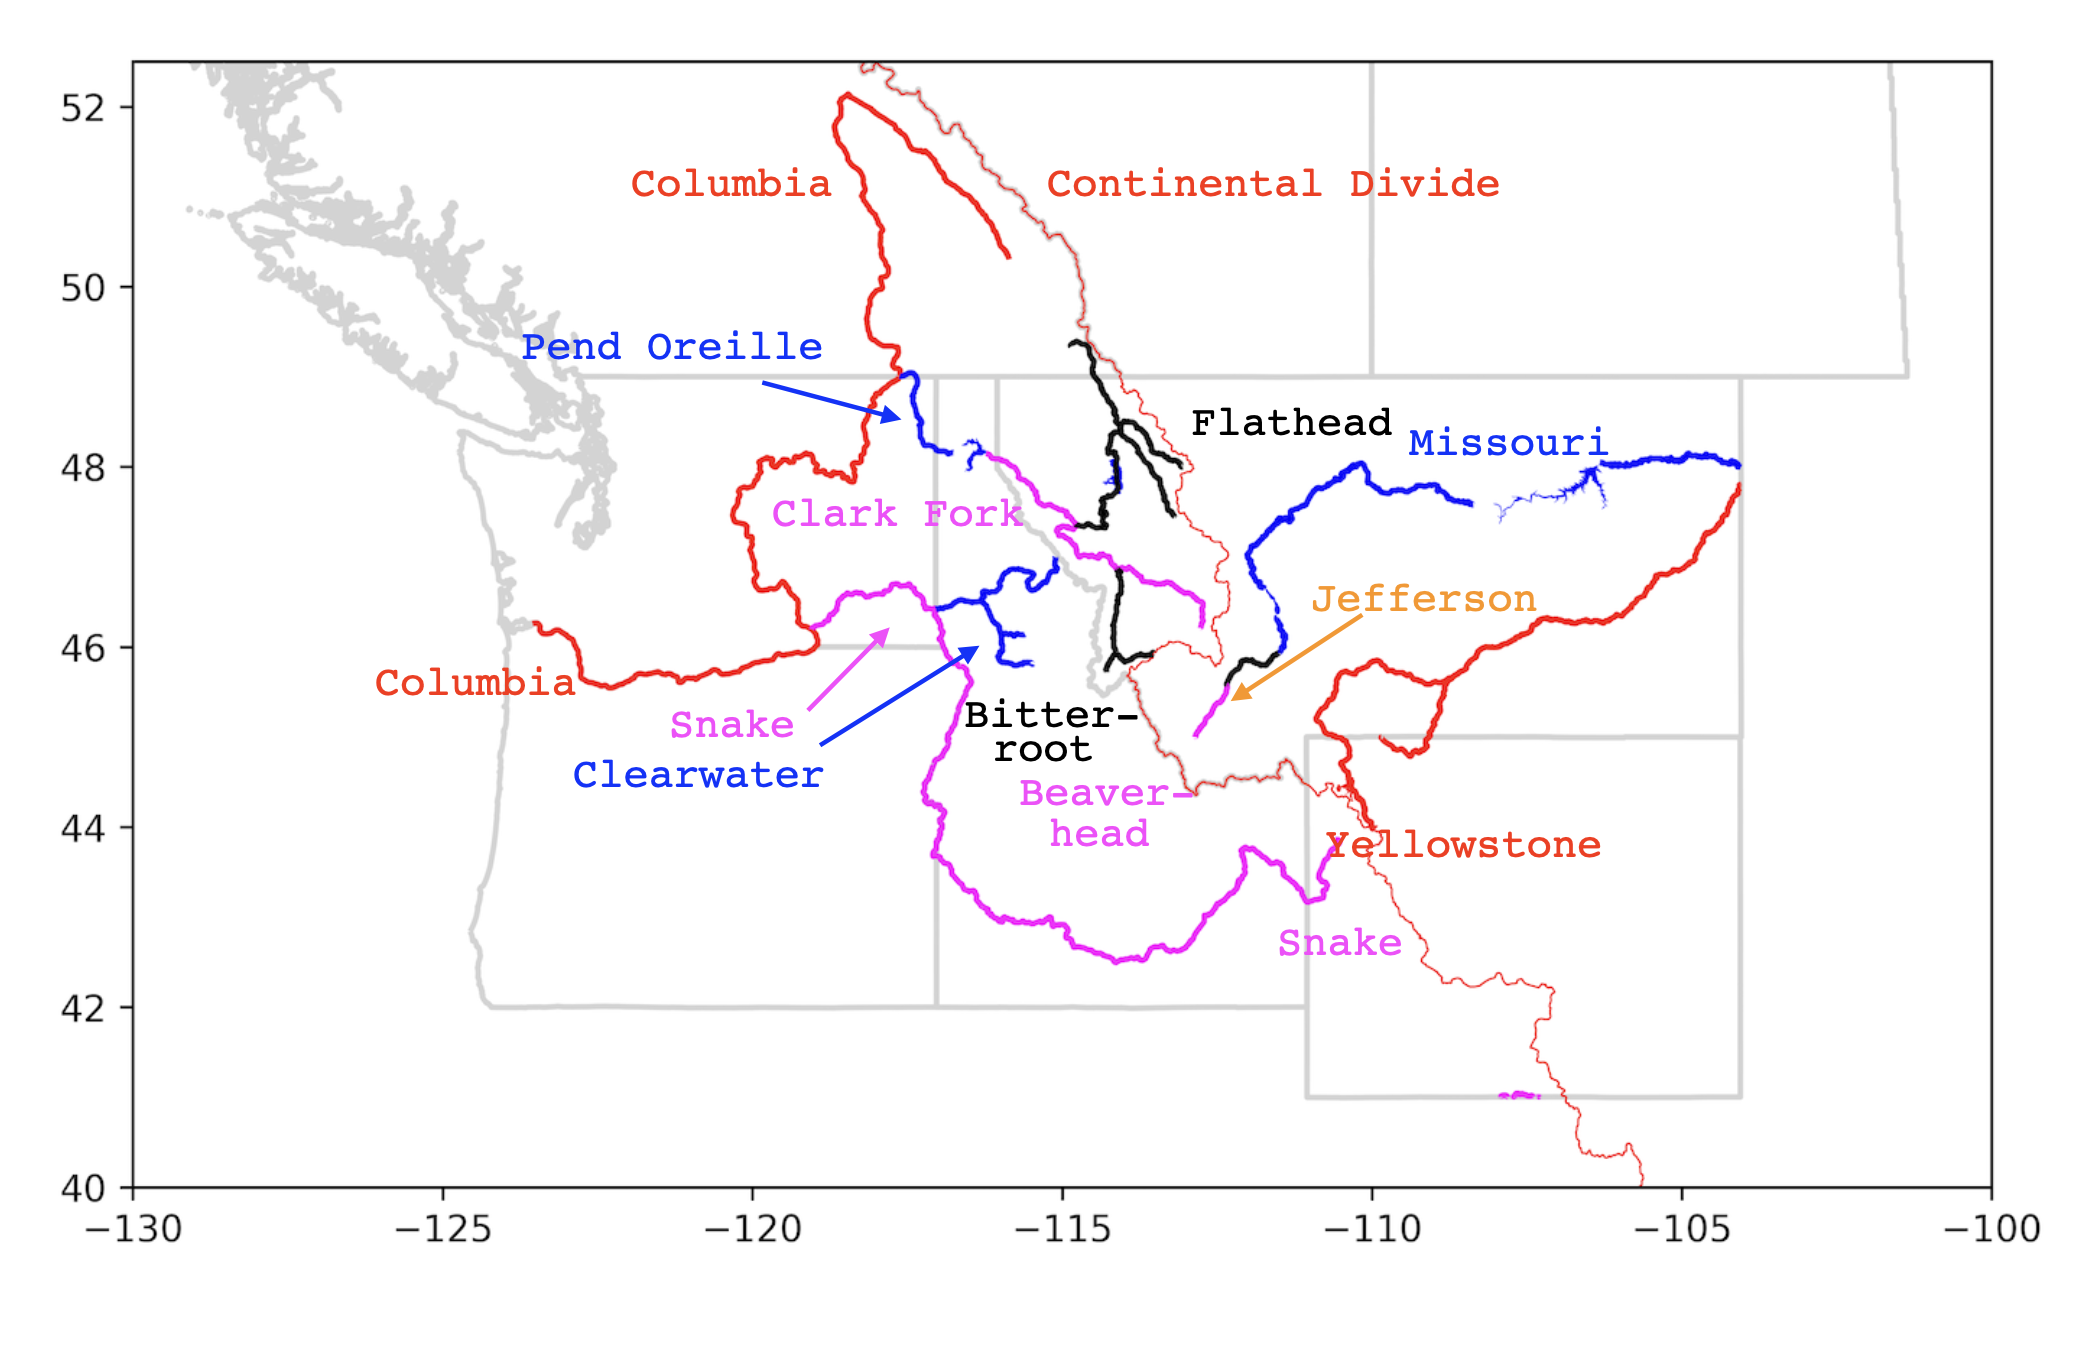 52
Columbia
Continental Divide
50
Pend Oreille
Flathead
Missouri
48
Clark Fork
Jefferson
46
Columbia
Snake
Bitter-
root
Clearwater
Beaver-
head
44
Yellowstone
Snake
42
40
−130
−125
−120
−115
−110
−105
−100